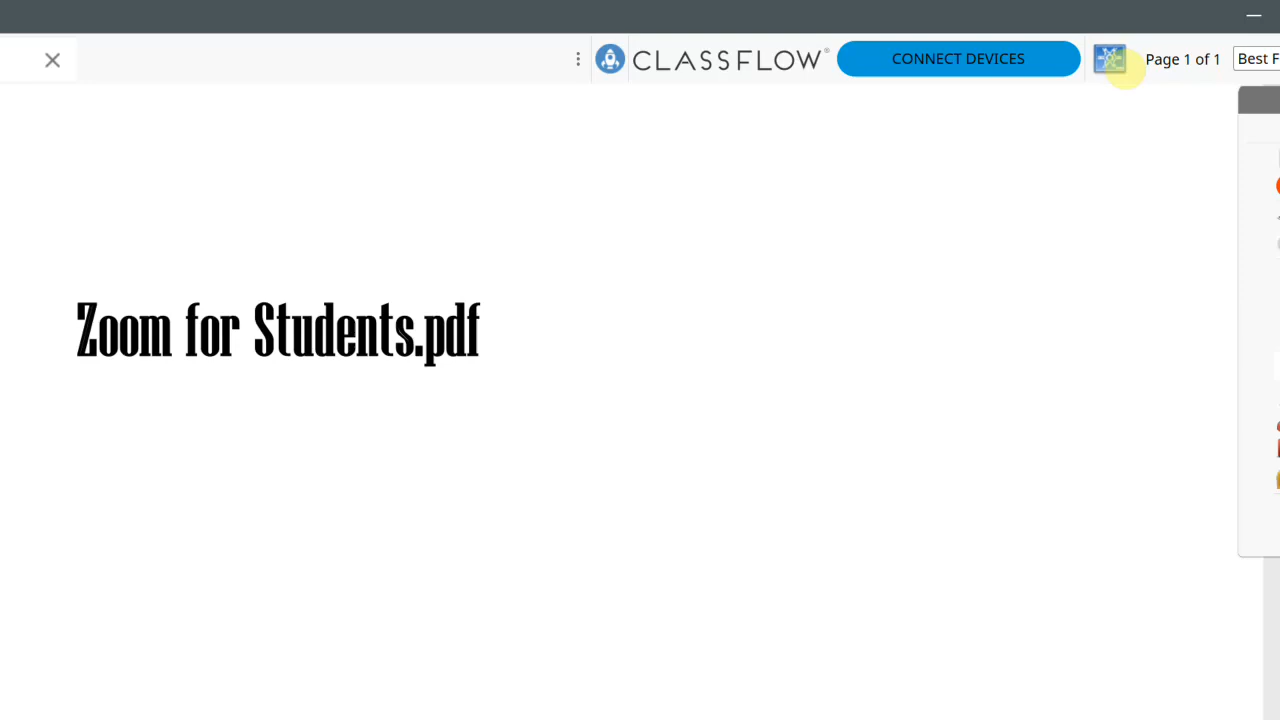 CLASSFLOW®
CONNECT DEVICES
Page 1 of 1
Best F
Zoom for Students.pdf